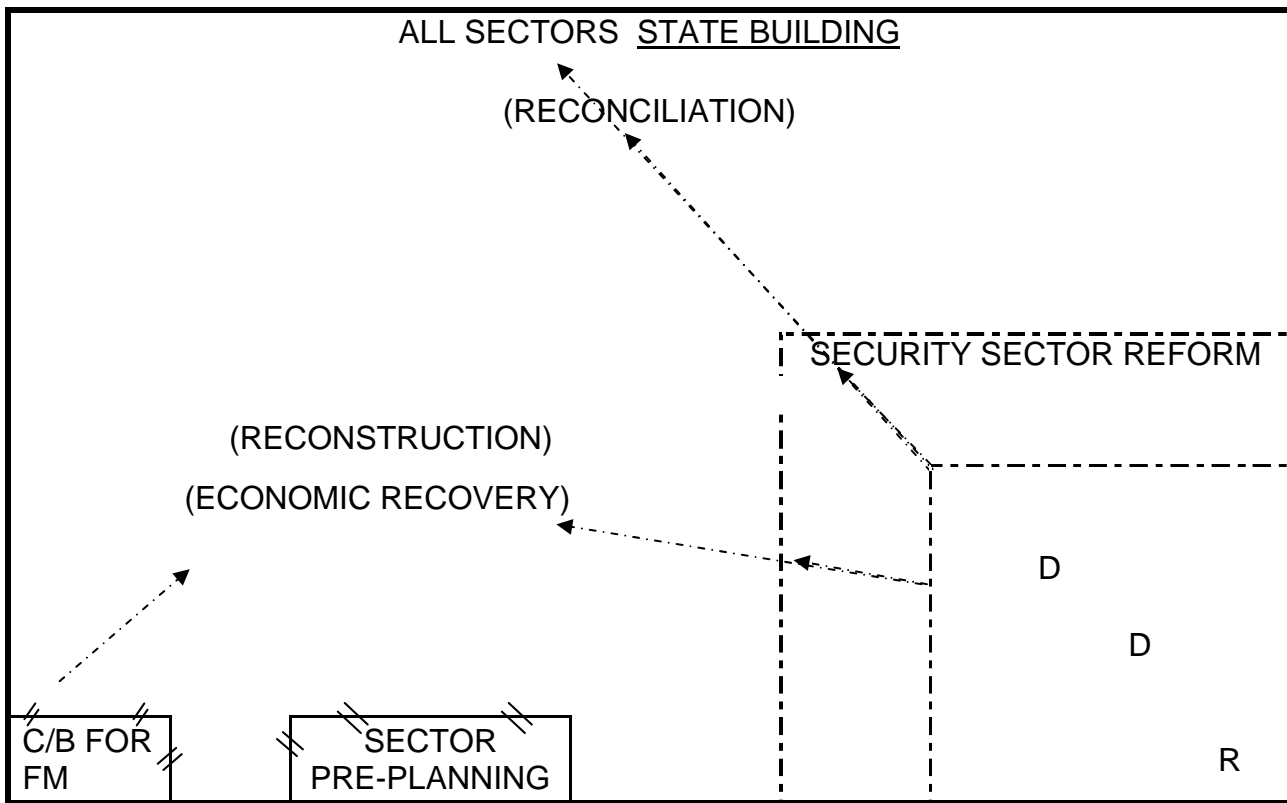 ALL SECTORS STATE BUILDING
(RECONCILIATION)
SECURITY SECTOR REFORM
(RECONSTRUCTION)
(ECONOMIC RECOVERY)
D
D
R
C/B FOR
FM
SECTOR
PRE-PLANNING